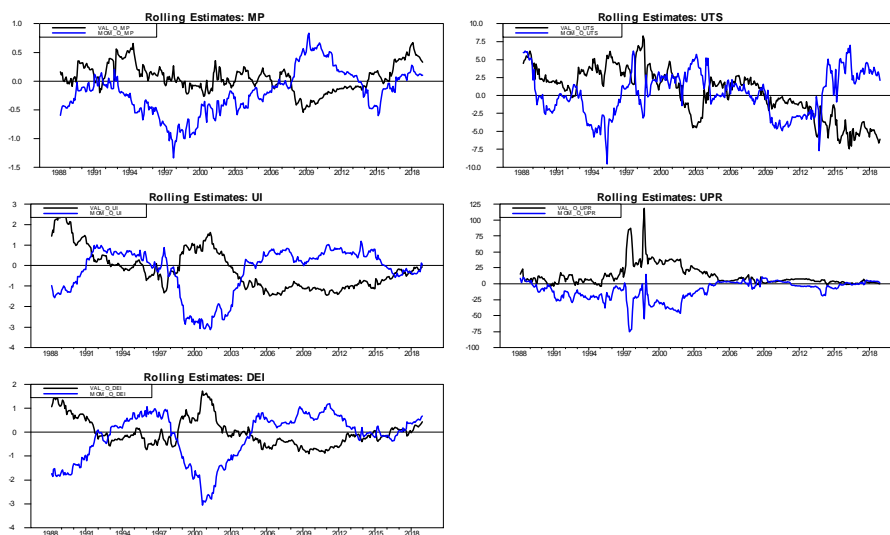 Rolling Estimates: MP
VAL_O_MP
MOM_O_MP
1.0
0.5
0.0
-0.5
-1.0
-1.5
1988 1991 1994 1997 2000 2003 2006 2009 2012 2015 2018
Rolling Estimates: UTS
VAL_O_UTS
MOM_O_UTS
10.0
7.5
5.0
2.5
0.0
-2.5
-5.0
-7.5
-10.0
1988 1991 1994 1997 2000 2003 2006 2009 2012 2015 2018
Rolling Estimates: UI
VAL_O_UI
MOM_O_UI
3
2
1
0
-1
-2
-3
-4
1988 1991 1994 1997 2000 2003 2006 2009 2012 2015 2018
Rolling Estimates: UPR
VAL_O_UPR
MOM_O_UPR
125
100
75
50
25
0
-25
-50
-75
-100
1988 1991 1994 1997 2000 2003 2006 2009 2012 2015 2018
Rolling Estimates: DEI
VAL_O_DEI
MOM_O_DEI
2
1
0
-1
-2
-3
-4
1988 1991 1994 1997 2000 2003 2006 2009 2012 2015 2018